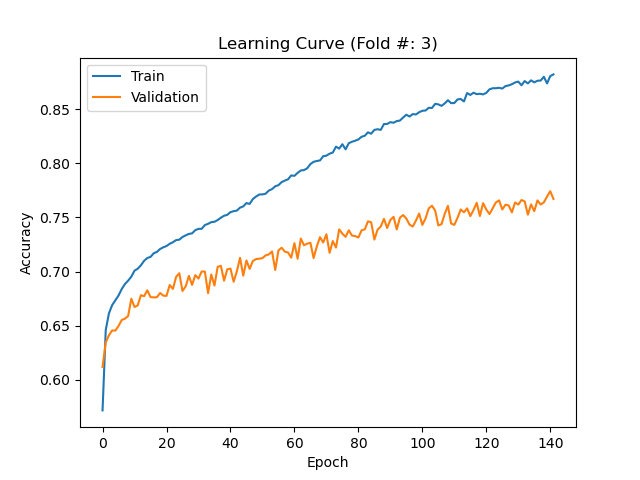 Learning Curve (Fold #: 3)
Train
Validation
Accuracy
0.85
0.80
0.75
0.70
0.65
0.60
0 20 40 60 80 100 120 140
Epoch